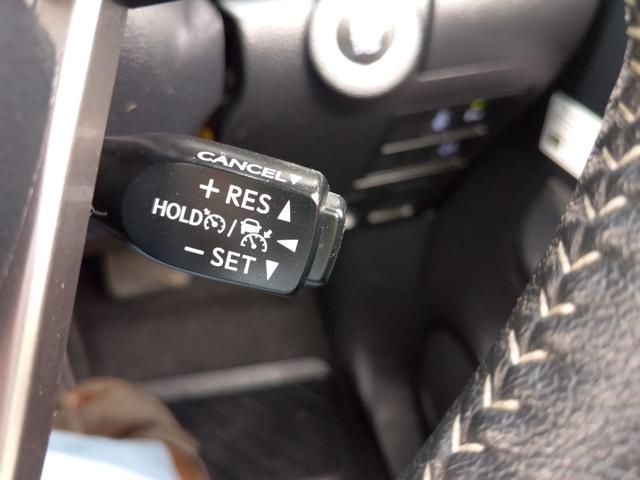 CANCEL▼
+ RES ▲
HOLD / ◀
− SET ▼